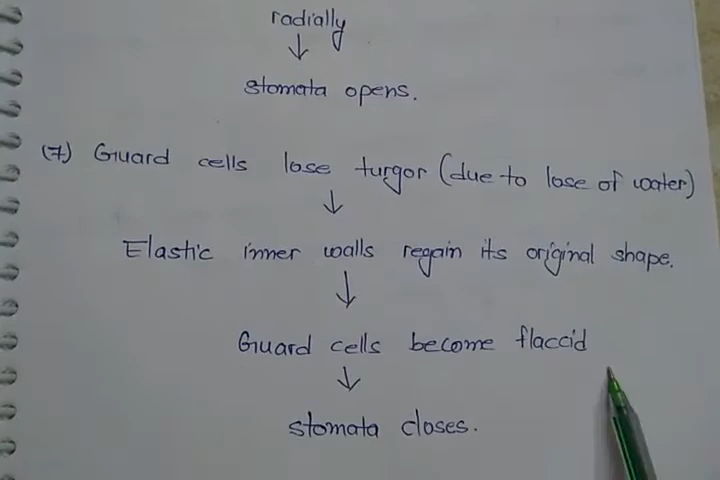 radially
↓
stomata opens.
(7) Guard cells lose turgor (due to lose of water)
↓
Elastic inner walls regain its original shape.
↓
Guard cells become flaccid
↓
stomata closes.